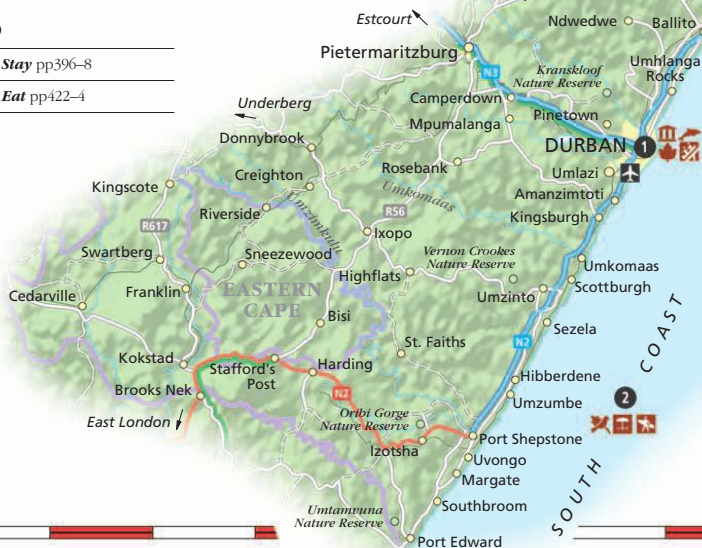 Stay pp396–8
Eat pp422–4
Estcourt
Ndwedwe
Ballito
Pietermaritzburg
N3
Umhlanga
Rocks
Kranskloof
Nature Reserve
Camperdown
Underberg
Pinetown
Mpumalanga
DURBAN
1
Donnybrook
Rosebank
Umlazi
Creighton
Kingscote
Umkomaas
Amanzimtoti
Umzimkulu
R56
Riverside
Kingsburgh
R617
Ixopo
Swartberg
Sneezewood
Vernon Crookes
Nature Reserve
Umkomaas
Highflats
Scottburgh
Cedarville
Franklin
EASTERN
CAPE
Umzinto
Bisi
Sezela
COAST
St. Faiths
N2
Kokstad
Stafford's
Post
Harding
Hibberdene
Brooks Nek
N2
Umzumbe
2
East London
Oribi Gorge
Nature Reserve
Izotsha
Port Shepstone
Uvongo
Margate
SOUTH
Umtamvuna
Nature Reserve
Southbroom
Port Edward